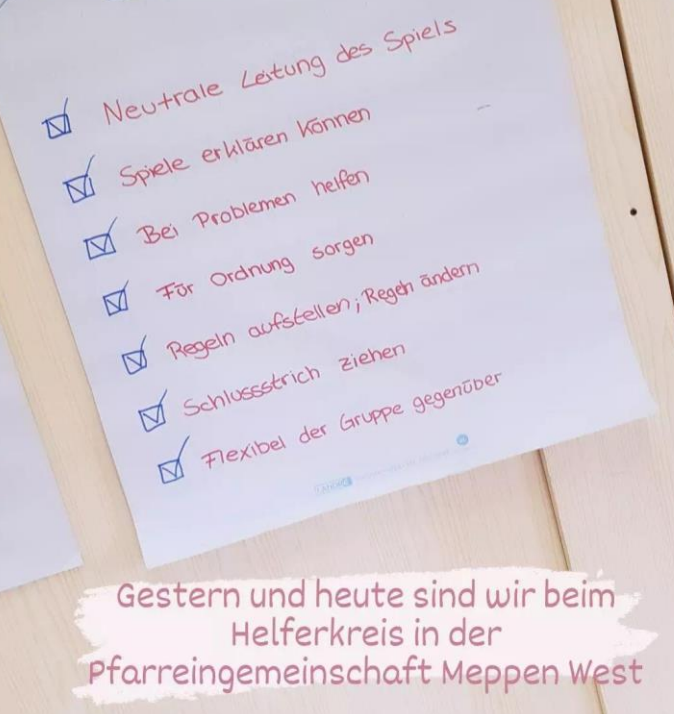 Neutrale Leitung des Spiels
Spiele erklären können
Bei Problemen helfen
Für Ordnung sorgen
Regeln aufstellen; Regeln ändern
Schlussstrich ziehen
Flexibel der Gruppe gegenüber
Gestern und heute sind wir beim
Helferkreis in der
Pfarreingemeinschaft Meppen West